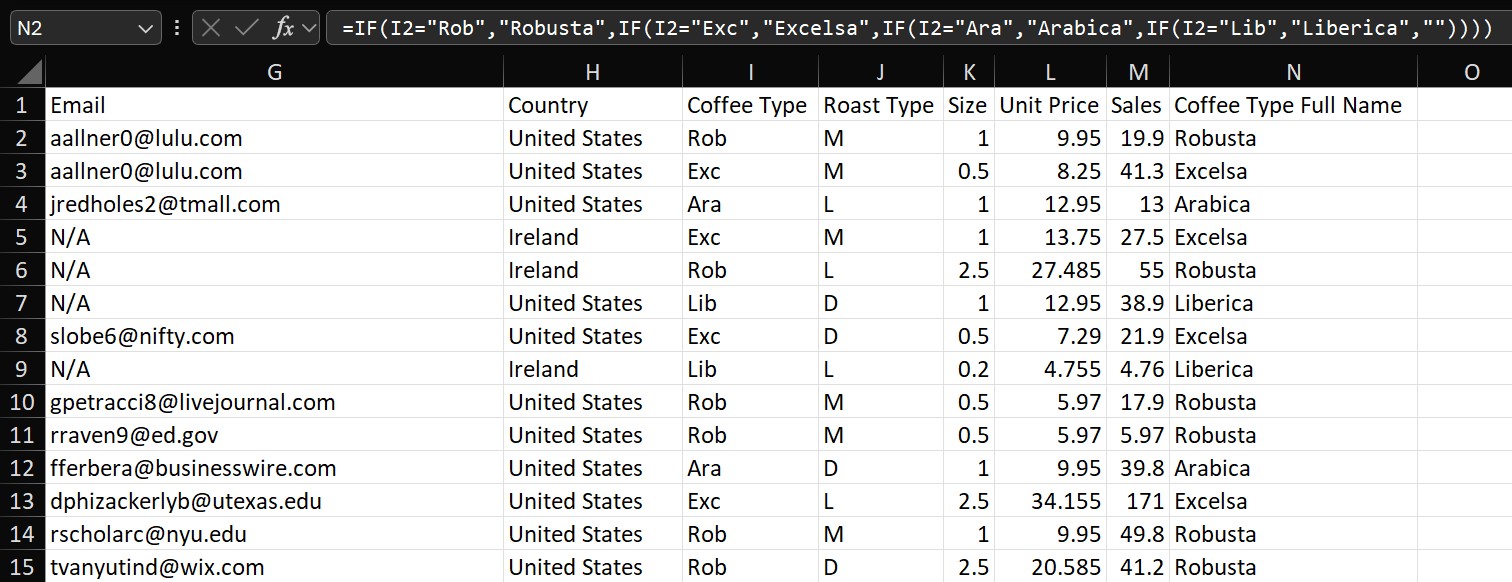 N2 fx =IF(I2="Rob","Robusta",IF(I2="Exc","Excelsa",IF(I2="Ara","Arabica",IF(I2="Lib","Liberica",""))))
G H I J K L M N O
1 Email Country Coffee Type Roast Type Size Unit Price Sales Coffee Type Full Name
2 aallner0@lulu.com United States Rob M 1 9.95 19.9 Robusta
3 aallner0@lulu.com United States Exc M 0.5 8.25 41.3 Excelsa
4 jredholes2@tmall.com United States Ara L 1 12.95 13 Arabica
5 N/A Ireland Exc M 1 13.75 27.5 Excelsa
6 N/A Ireland Rob L 2.5 27.485 55 Robusta
7 N/A United States Lib D 1 12.95 38.9 Liberica
8 slobe6@nifty.com United States Exc D 0.5 7.29 21.9 Excelsa
9 N/A Ireland Lib L 0.2 4.755 4.76 Liberica
10 gpetracci8@livejournal.com United States Rob M 0.5 5.97 17.9 Robusta
11 rraven9@ed.gov United States Rob M 0.5 5.97 5.97 Robusta
12 fferbera@businesswire.com United States Ara D 1 9.95 39.8 Arabica
13 dphizackerlyb@utexas.edu United States Exc L 2.5 34.155 171 Excelsa
14 rscholarc@nyu.edu United States Rob M 1 9.95 49.8 Robusta
15 tvanyutind@wix.com United States Rob D 2.5 20.585 41.2 Robusta